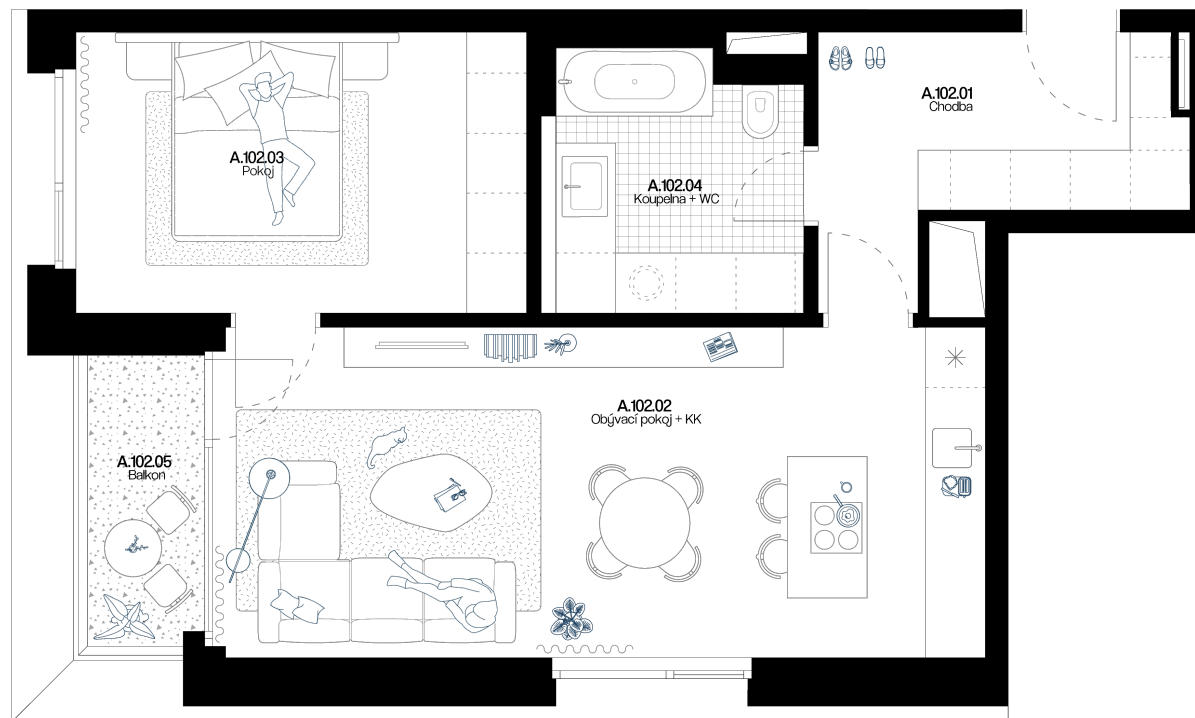 A.102.01
Chodba
A.102.03
Pokoj
A.102.04
Koupelna + WC
A.102.02
Obývací pokoj + KK
A.102.05
Balkon